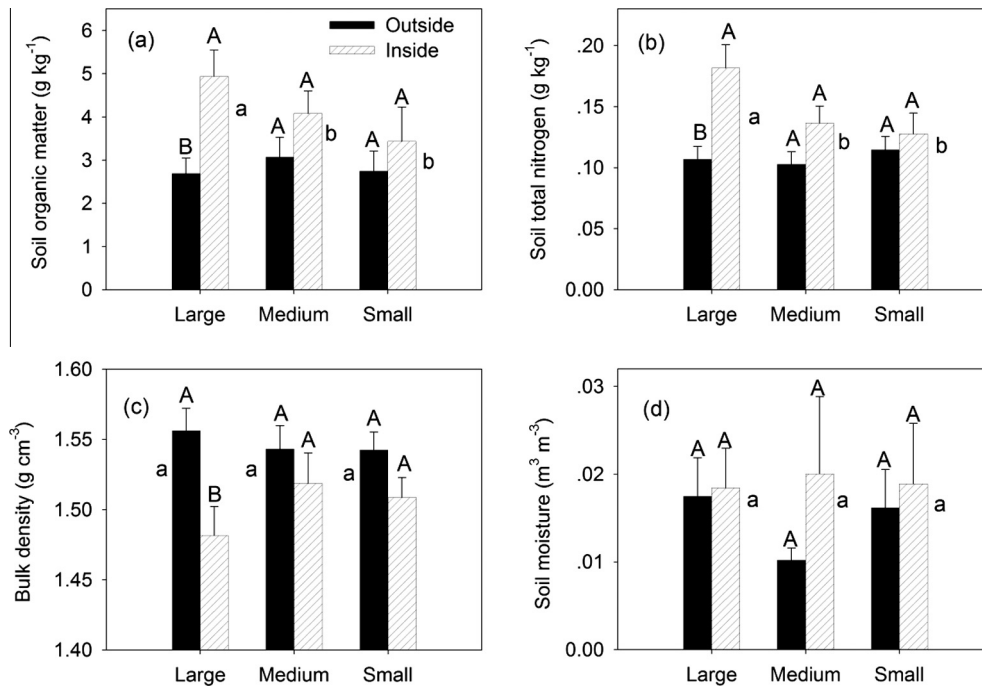 (a)
Outside
Inside
Soil organic matter (g kg⁻¹)
6
5
4
3
2
1
0
B
A
a
A
A
b
A
A
b
Large
Medium
Small
(b)
Soil total nitrogen (g kg⁻¹)
.20
.15
.10
.05
0.00
B
A
a
A
A
b
A
A
b
Large
Medium
Small
(c)
Bulk density (g cm⁻³)
1.60
1.55
1.50
1.45
1.40
a
A
B
a
A
A
a
A
A
Large
Medium
Small
(d)
Soil moisture (m³ m⁻³)
.03
.02
.01
0.00
A
A
a
A
A
a
A
A
a
Large
Medium
Small